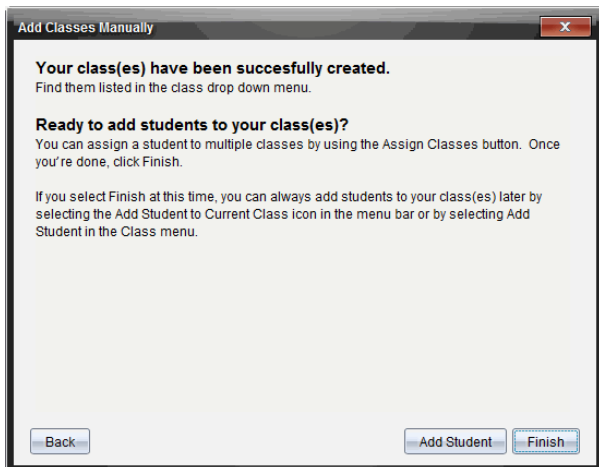 Add Classes Manually
X
Your class(es) have been succesfully created.
Find them listed in the class drop down menu.
Ready to add students to your class(es)?
You can assign a student to multiple classes by using the Assign Classes button. Once
you're done, click Finish.
If you select Finish at this time, you can always add students to your class(es) later by
selecting the Add Student to Current Class icon in the menu bar or by selecting Add
Student in the Class menu.
Back
Add Student
Finish